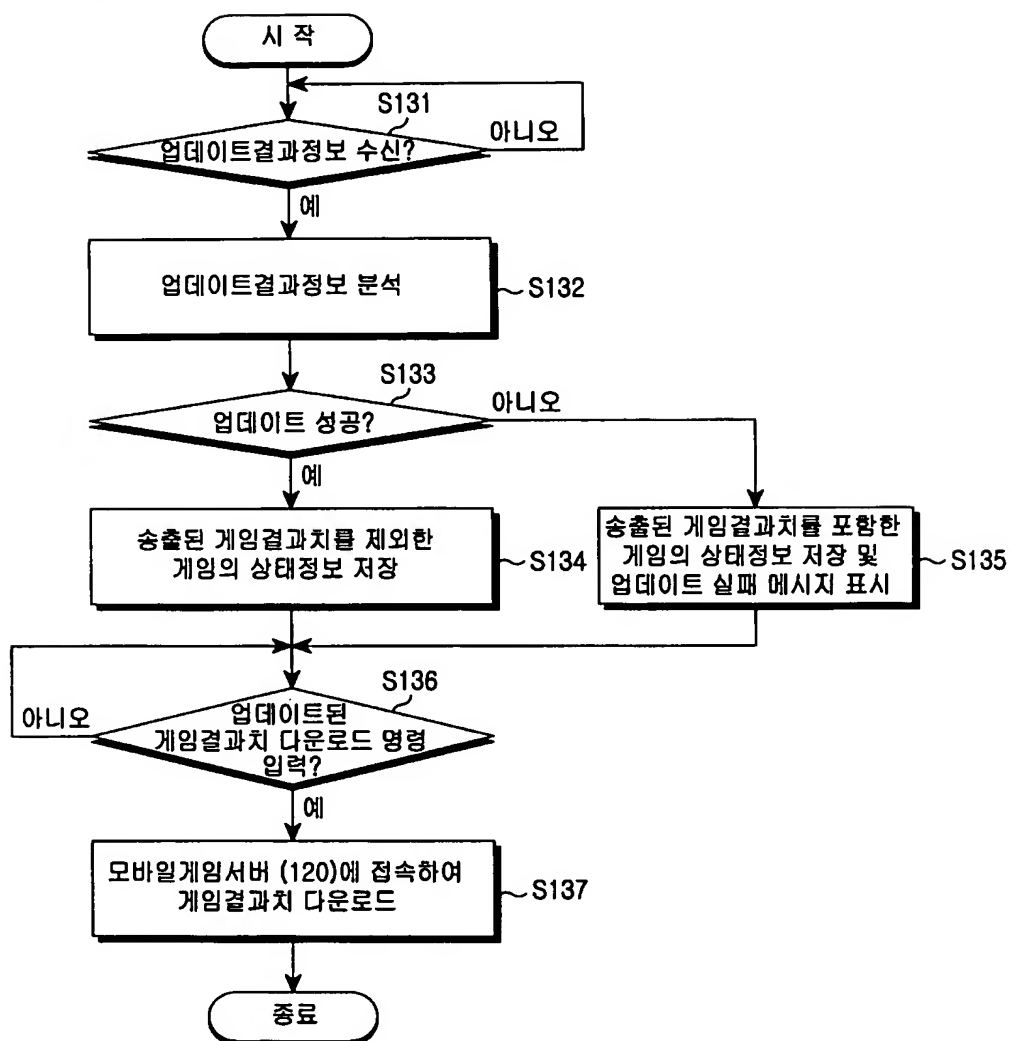 시 작
S131
아니오
업데이트결과정보 수신?
예
업데이트결과정보 분석
S132
S133
아니오
업데이트 성공?
예
송출된 게임결과치를 제외한
게임의 상태정보 저장
S134
송출된 게임결과치를 포함한
게임의 상태정보 저장 및
업데이트 실패 메시지 표시
S135
S136
아니오
업데이트된
게임결과치 다운로드 명령
입력?
예
모바일게임서버 (120)에 접속하여
게임결과치 다운로드
S137
종료